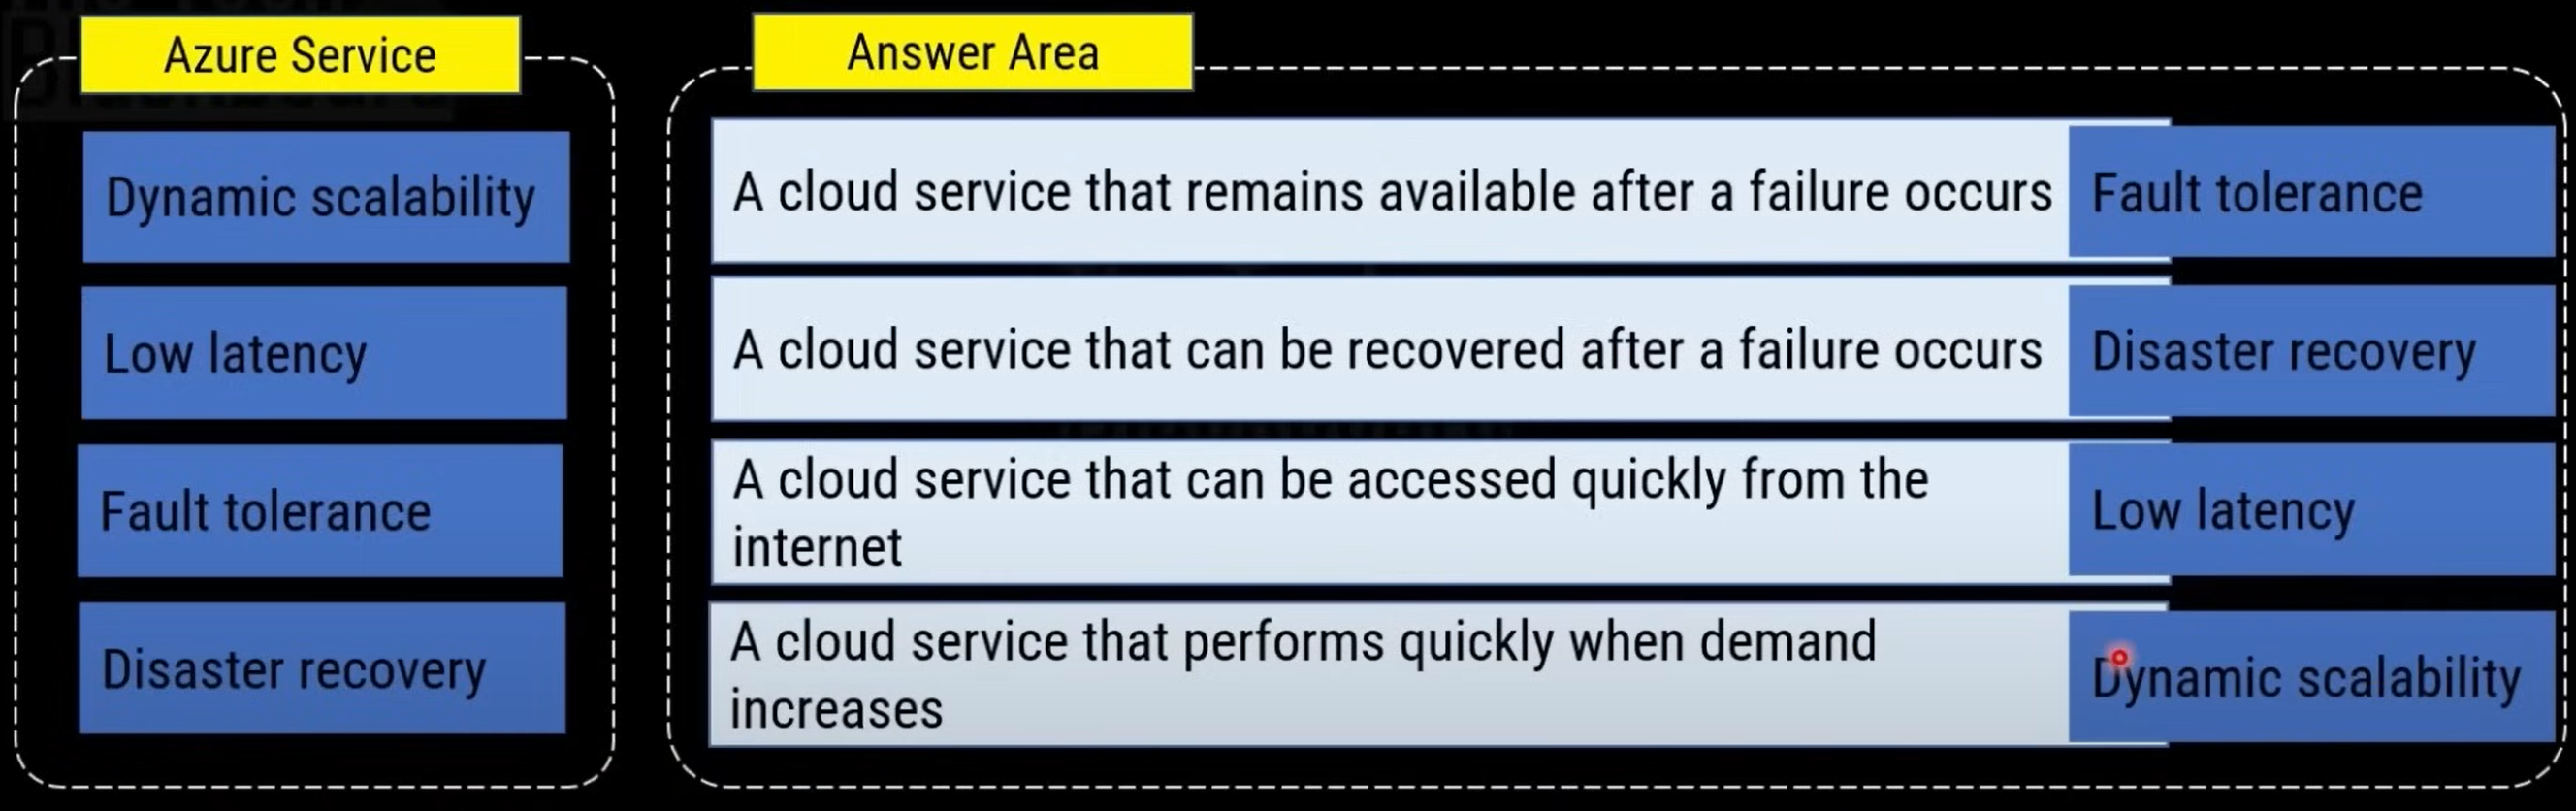 Azure Service
Dynamic scalability
Low latency
Fault tolerance
Disaster recovery
Answer Area
A cloud service that remains available after a failure occurs
Fault tolerance
A cloud service that can be recovered after a failure occurs
Disaster recovery
A cloud service that can be accessed quickly from the
internet
Low latency
A cloud service that performs quickly when demand
increases
Dynamic scalability